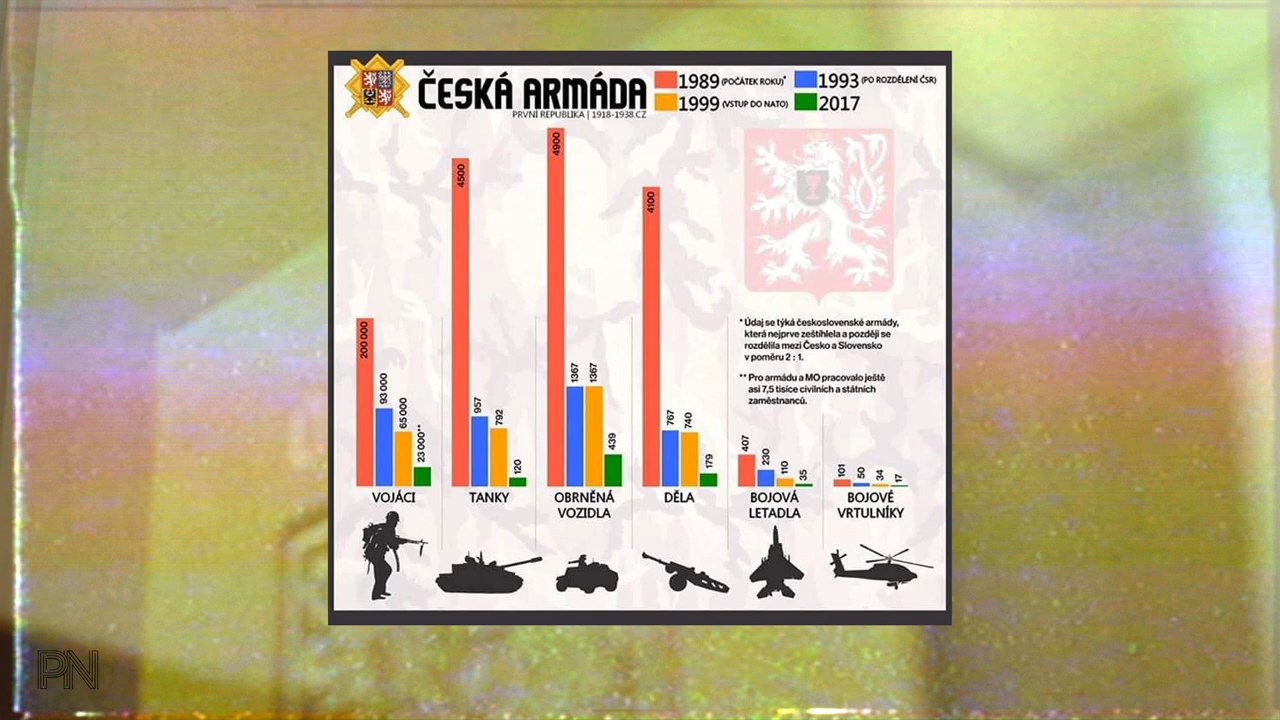 ČESKÁ ARMÁDA
PRVNÍ REPUBLIKA | 1918-1938.CZ
1989 (POČÁTEK ROKU)*
1993 (PO ROZDĚLENÍ ČSR)
1999 (VSTUP DO NATO)
2017
200 000
93 000
65 000
23 000**
4500
957
792
120
4900
1367
1367
439
4100
767
740
179
407
230
110
35
101
50
34
17
* Údaj se týká československé armády,
která nejprve zeštíhlela a později se
rozdělila mezi Česko a Slovensko
v poměru 2 : 1.
** Pro armádu a MO pracovalo ještě
asi 7,5 tisíce civilních a státních
zaměstnanců.
VOJÁCI
TANKY
OBRNĚNÁ
VOZIDLA
DĚLA
BOJOVÁ
LETADLA
BOJOVÉ
VRTULNÍKY
PN